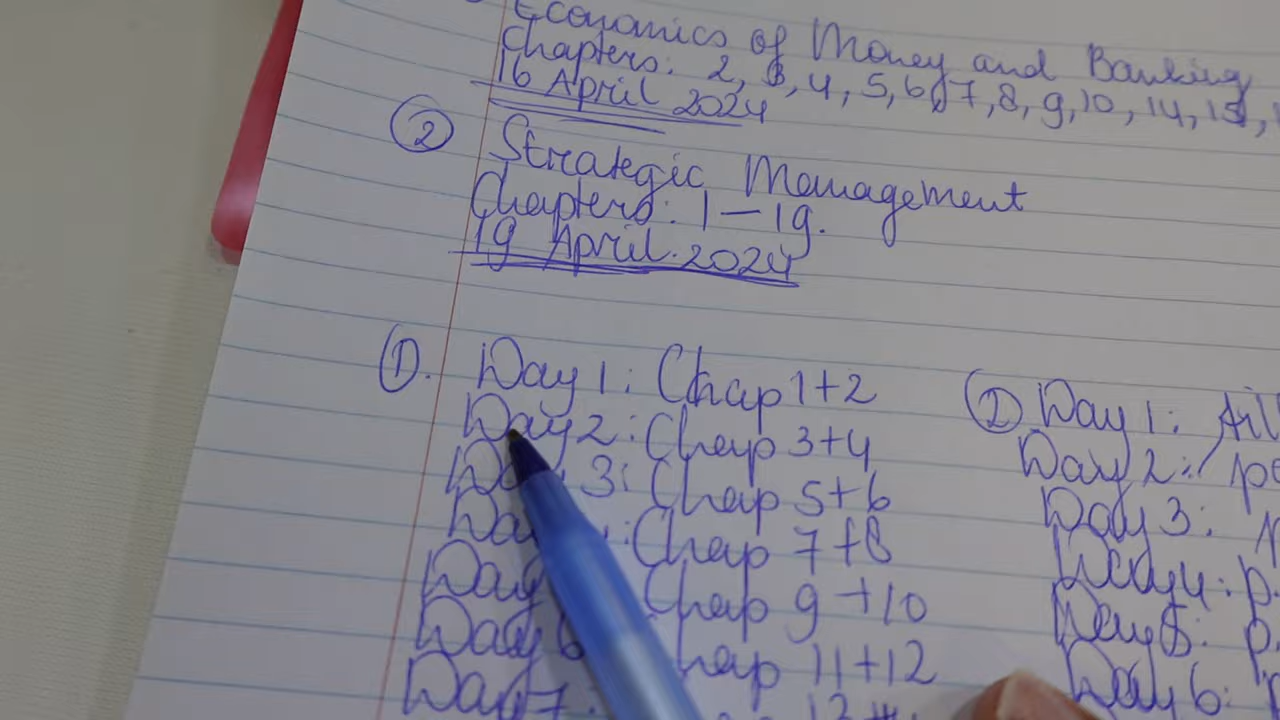 Economics of Money and Banking
Chapters: 2, 3, 4, 5, 6, 7, 8, 9, 10, 14, 15,
16 April 2024
② Strategic Management
Chapters: 1 — 19.
19 April. 2024
①. Day 1: Chap 1+2
Day 2: Chap 3+4
3: Chap 5+6
Chap 7+8
Day Chap 9+10
Day 6 Chap 11+12
Day 7:
② Day 1:
Day 2:
Day 3:
Day 4: p.
Day 5: p.
Day 6: